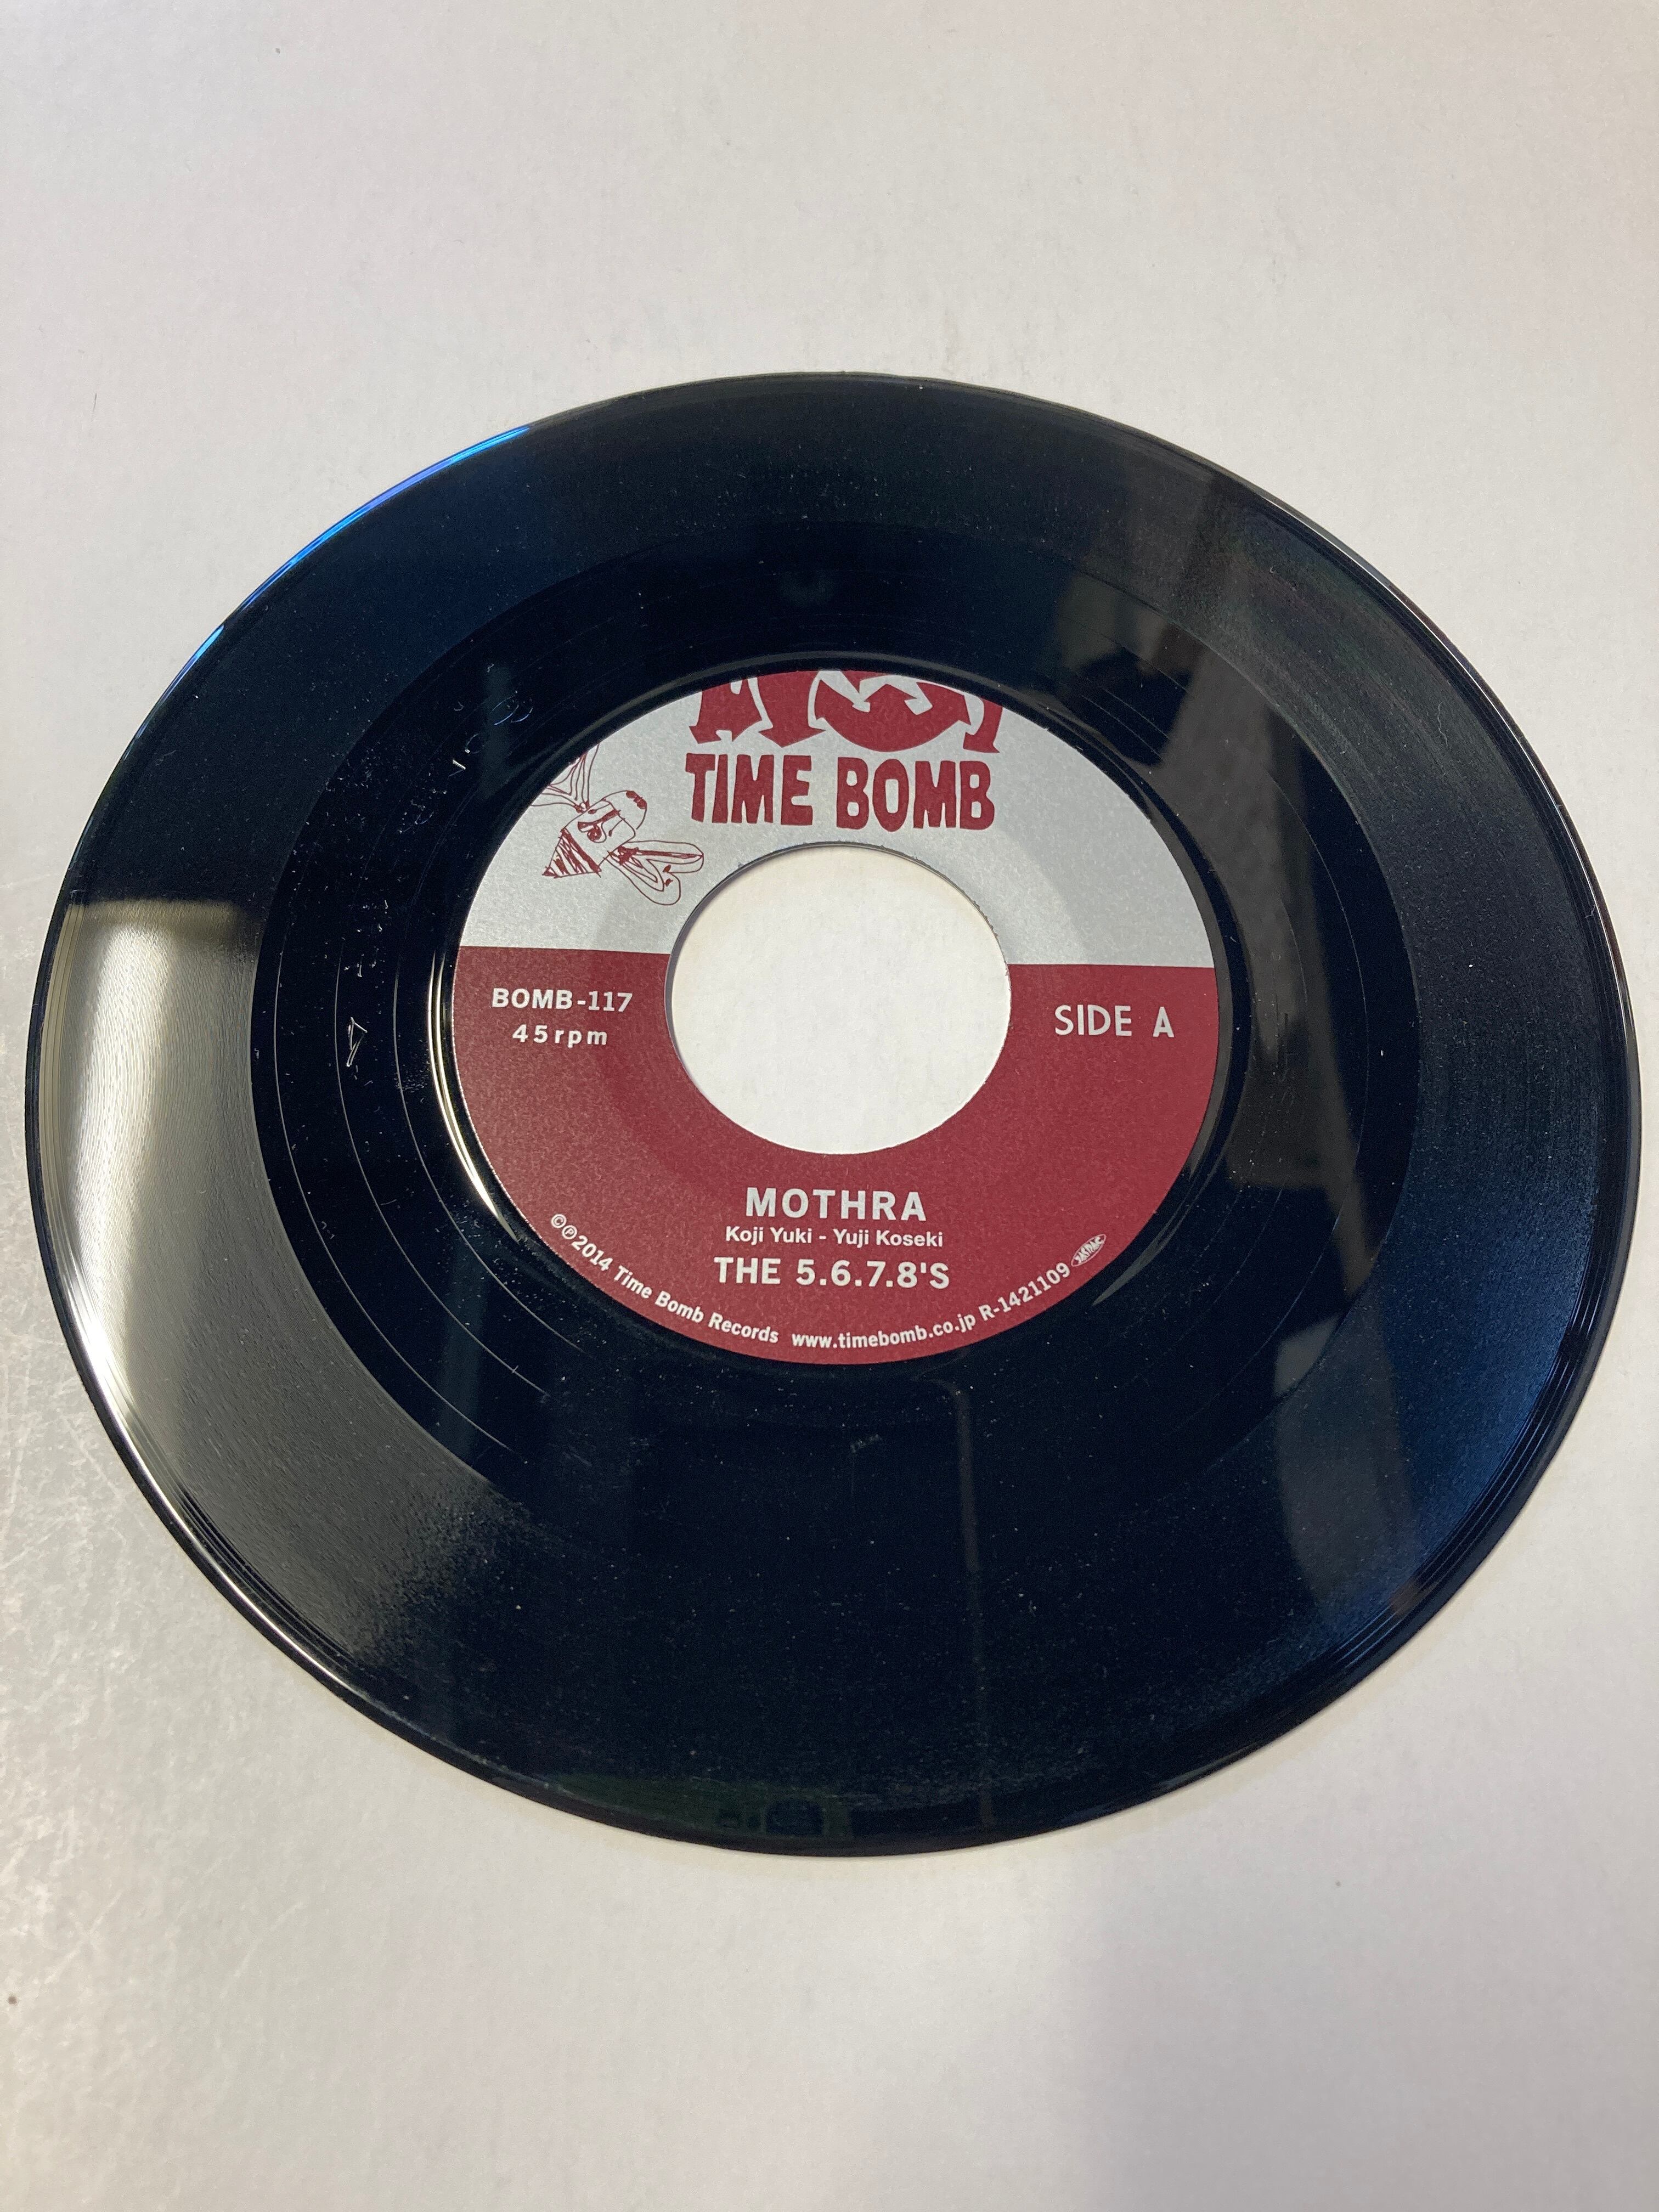 TIME BOMB
BOMB-117
45rpm
SIDE A
MOTHRA
Koji Yuki - Yuji Koseki
THE 5.6.7.8'S
©℗2014 Time Bomb Records www.timebomb.co.jp R-1421109